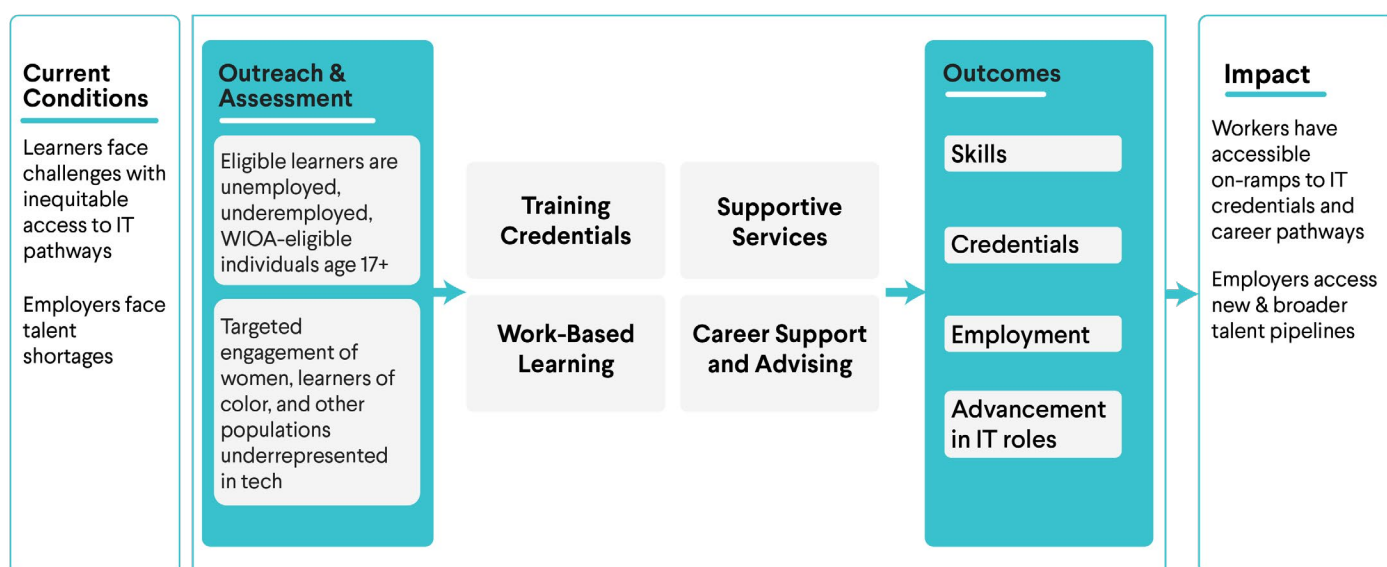 Current
Conditions
Learners face
challenges with
inequitable
access to IT
pathways
Employers face
talent
shortages
Outreach &
Assessment
Eligible learners are
unemployed,
underemployed,
WIOA-eligible
individuals age 17+
Targeted
engagement of
women, learners of
color, and other
populations
underrepresented
in tech
Training
Credentials
Supportive
Services
Work-Based
Learning
Career Support
and Advising
Outcomes
Skills
Credentials
Employment
Advancement
in IT roles
Impact
Workers have
accessible
on-ramps to IT
credentials and
career pathways
Employers access
new & broader
talent pipelines